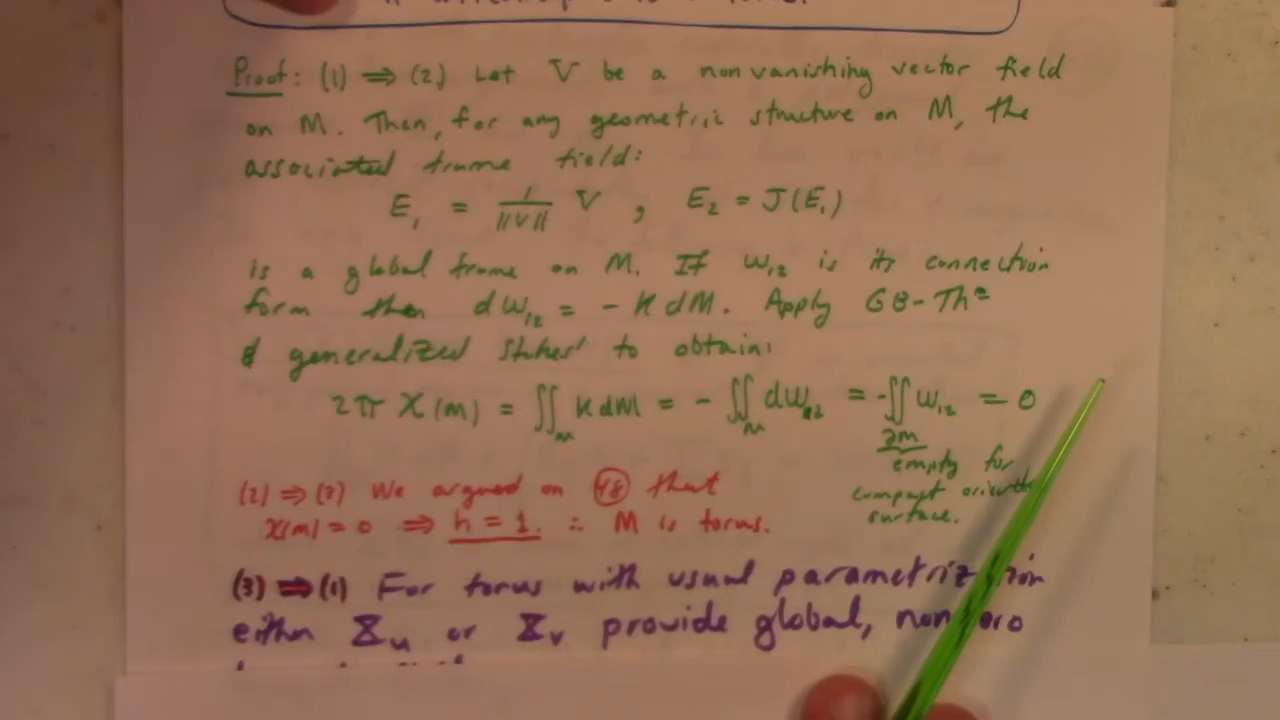 Proof: (1) ⟹ (2) Let V be a nonvanishing vector field
on M. Then, for any geometric structure on M, the
associated frame field:
E₁ = 1/||V|| V , E₂ = J(E₁)
is a global frame on M. If ω₁₂ is its connection
form then dω₁₂ = - K dM. Apply GB-Thᵐ
& generalized Stokes' to obtain:
2π χ(M) = ∬_M K dM = - ∬_M dω₁₂ = -∬_∂M ω₁₂ = 0
empty for
compact oriented
surface.
(2) ⟹ (3) We argued on 48 that
χ(M) = 0 ⟹ h = 1. ∴ M is torus.
(3) ⟹ (1) For torus with usual parametrization
either X_u or X_v provide global, nonzero